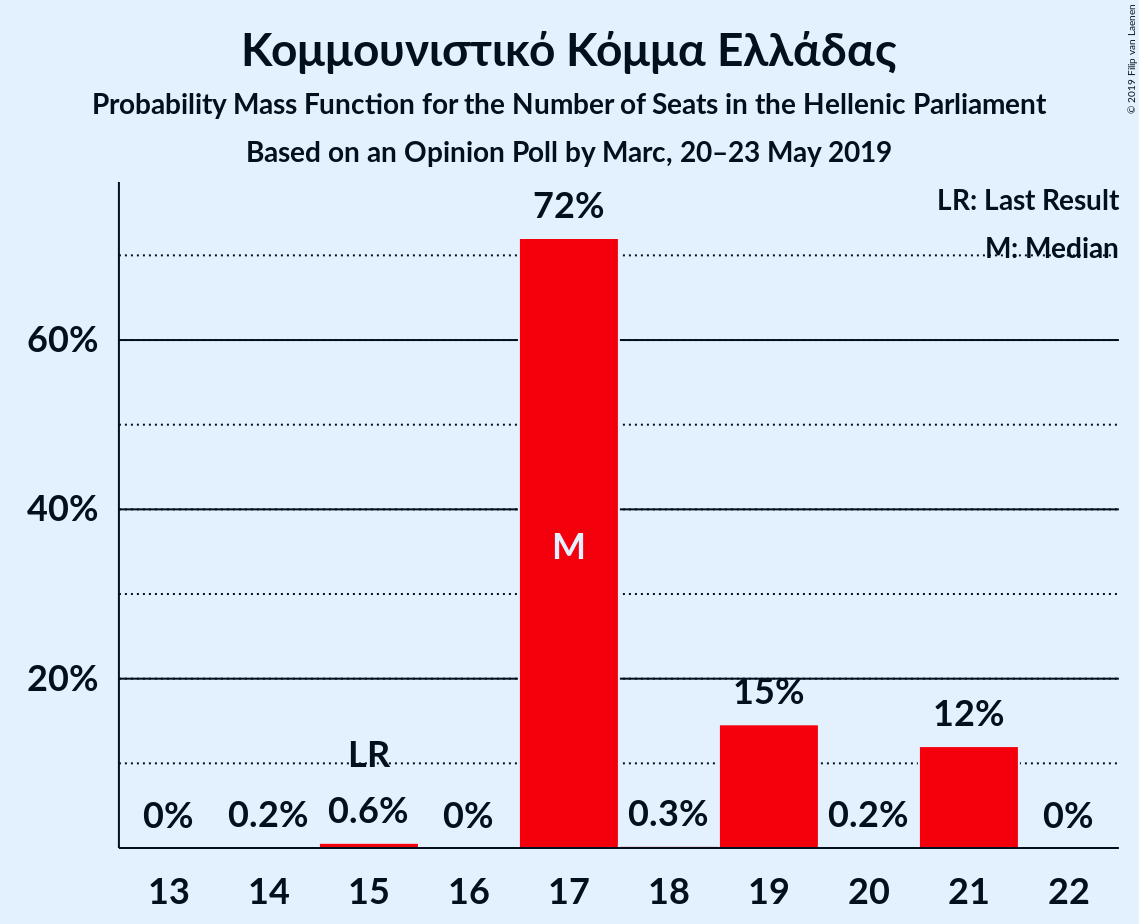 Κομμουνιστικό Κόμμα Ελλάδας
Probability Mass Function for the Number of Seats in the Hellenic Parliament
Based on an Opinion Poll by Marc, 20–23 May 2019
© 2019 Filip van Laenen
LR: Last Result
M: Median
72%
60%
40%
M
20%
15%
12%
LR
0%
0.2%
0.6%
0%
0.3%
0.2%
0%
13
14
15
16
17
18
19
20
21
22